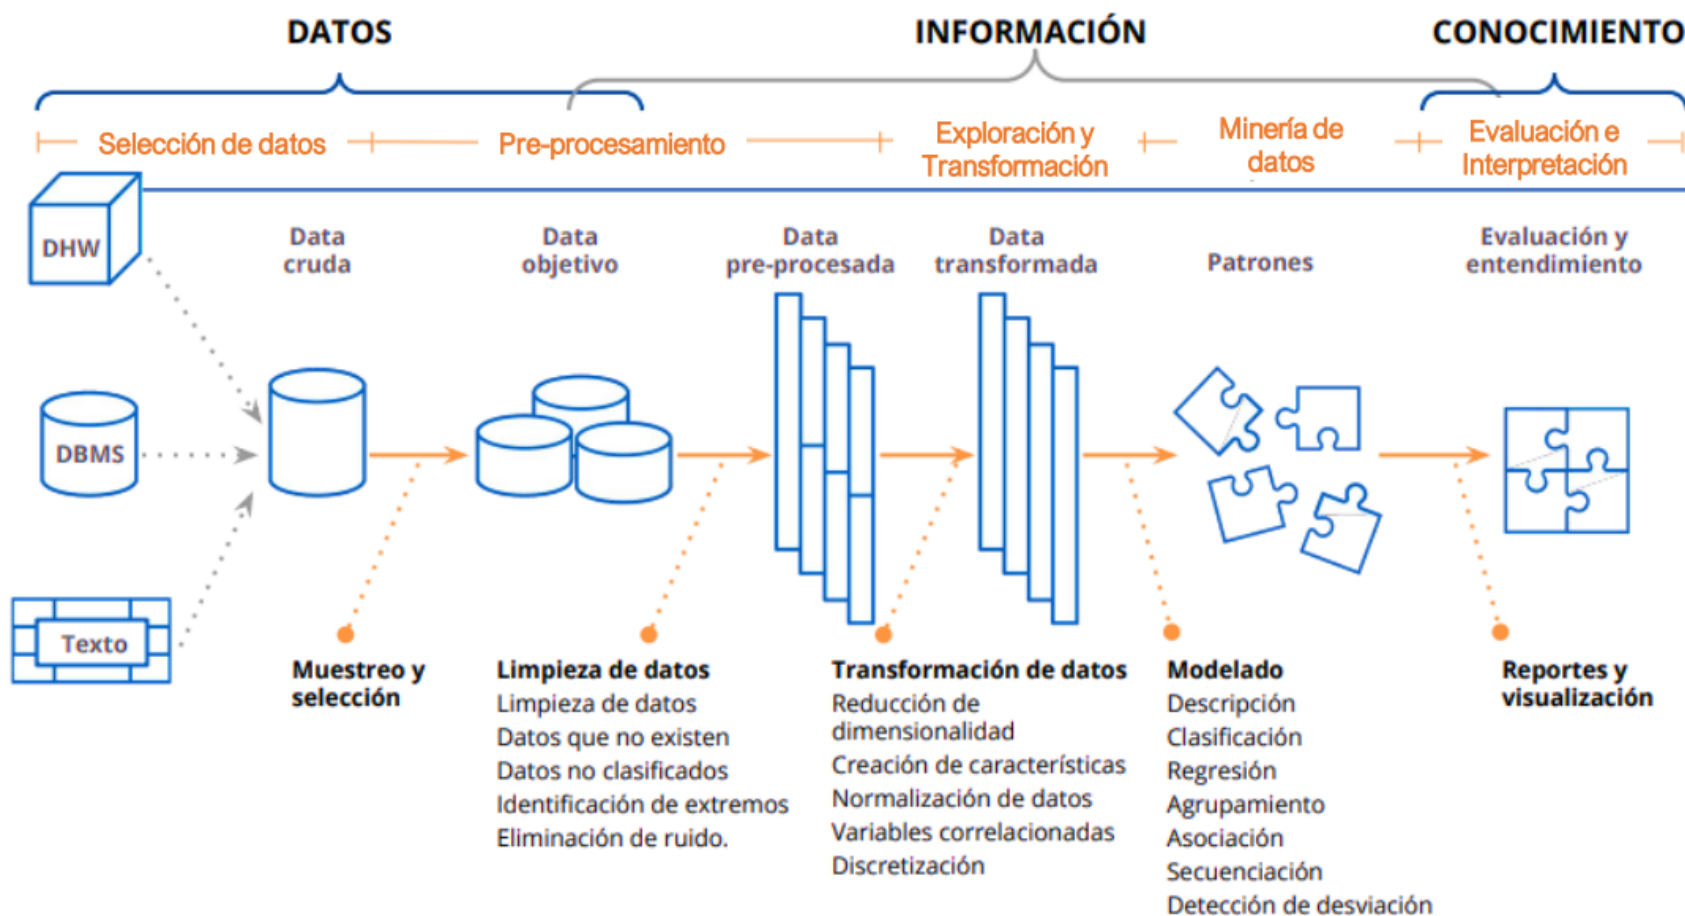 DATOS
INFORMACIÓN
CONOCIMIENTO
Selección de datos
Pre-procesamiento
Exploración y
Transformación
Minería de
datos
Evaluación e
Interpretación
DHW
Data
cruda
Data
objetivo
Data
pre-procesada
Data
transformada
Patrones
Evaluación y
entendimiento
DBMS
Texto
Muestreo y
selección
Limpieza de datos
Limpieza de datos
Datos que no existen
Datos no clasificados
Identificación de extremos
Eliminación de ruido.
Transformación de datos
Reducción de
dimensionalidad
Creación de características
Normalización de datos
Variables correlacionadas
Discretización
Modelado
Descripción
Clasificación
Regresión
Agrupamiento
Asociación
Secuenciación
Detección de desviación
Reportes y
visualización